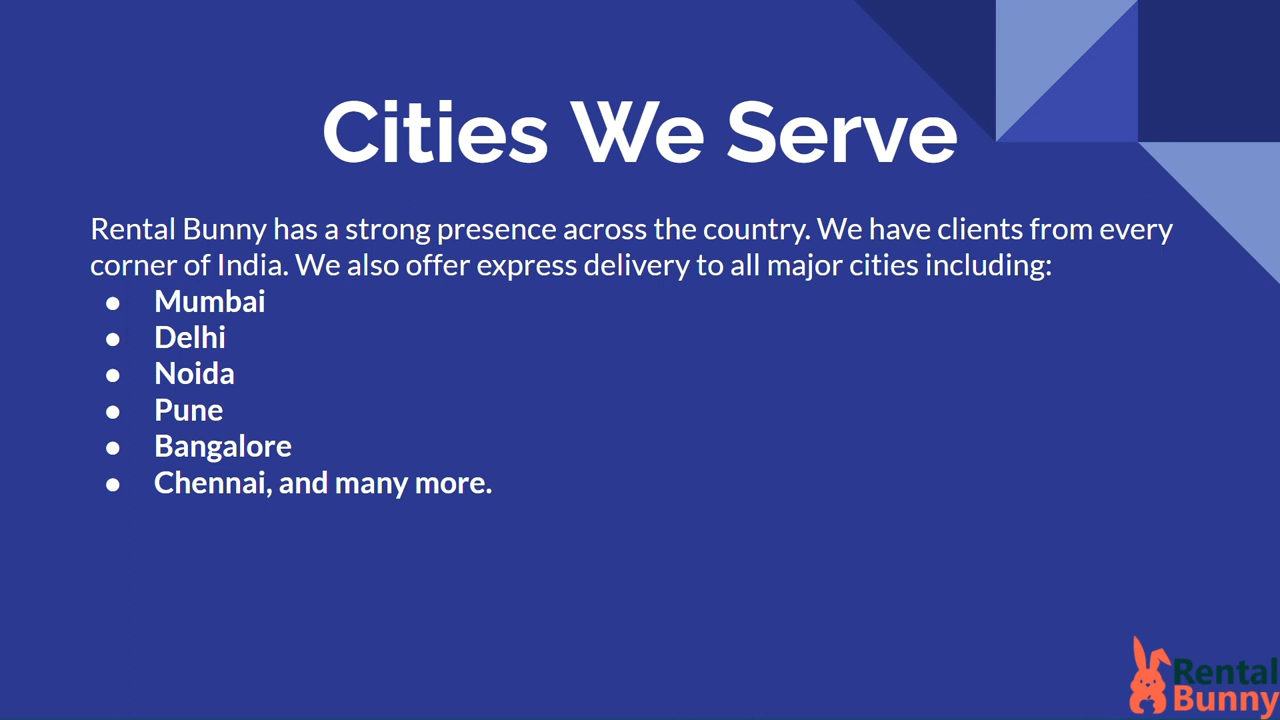 Cities We Serve
Rental Bunny has a strong presence across the country. We have clients from every
corner of India. We also offer express delivery to all major cities including:
● Mumbai
● Delhi
● Noida
● Pune
● Bangalore
● Chennai, and many more.
Rental
Bunny